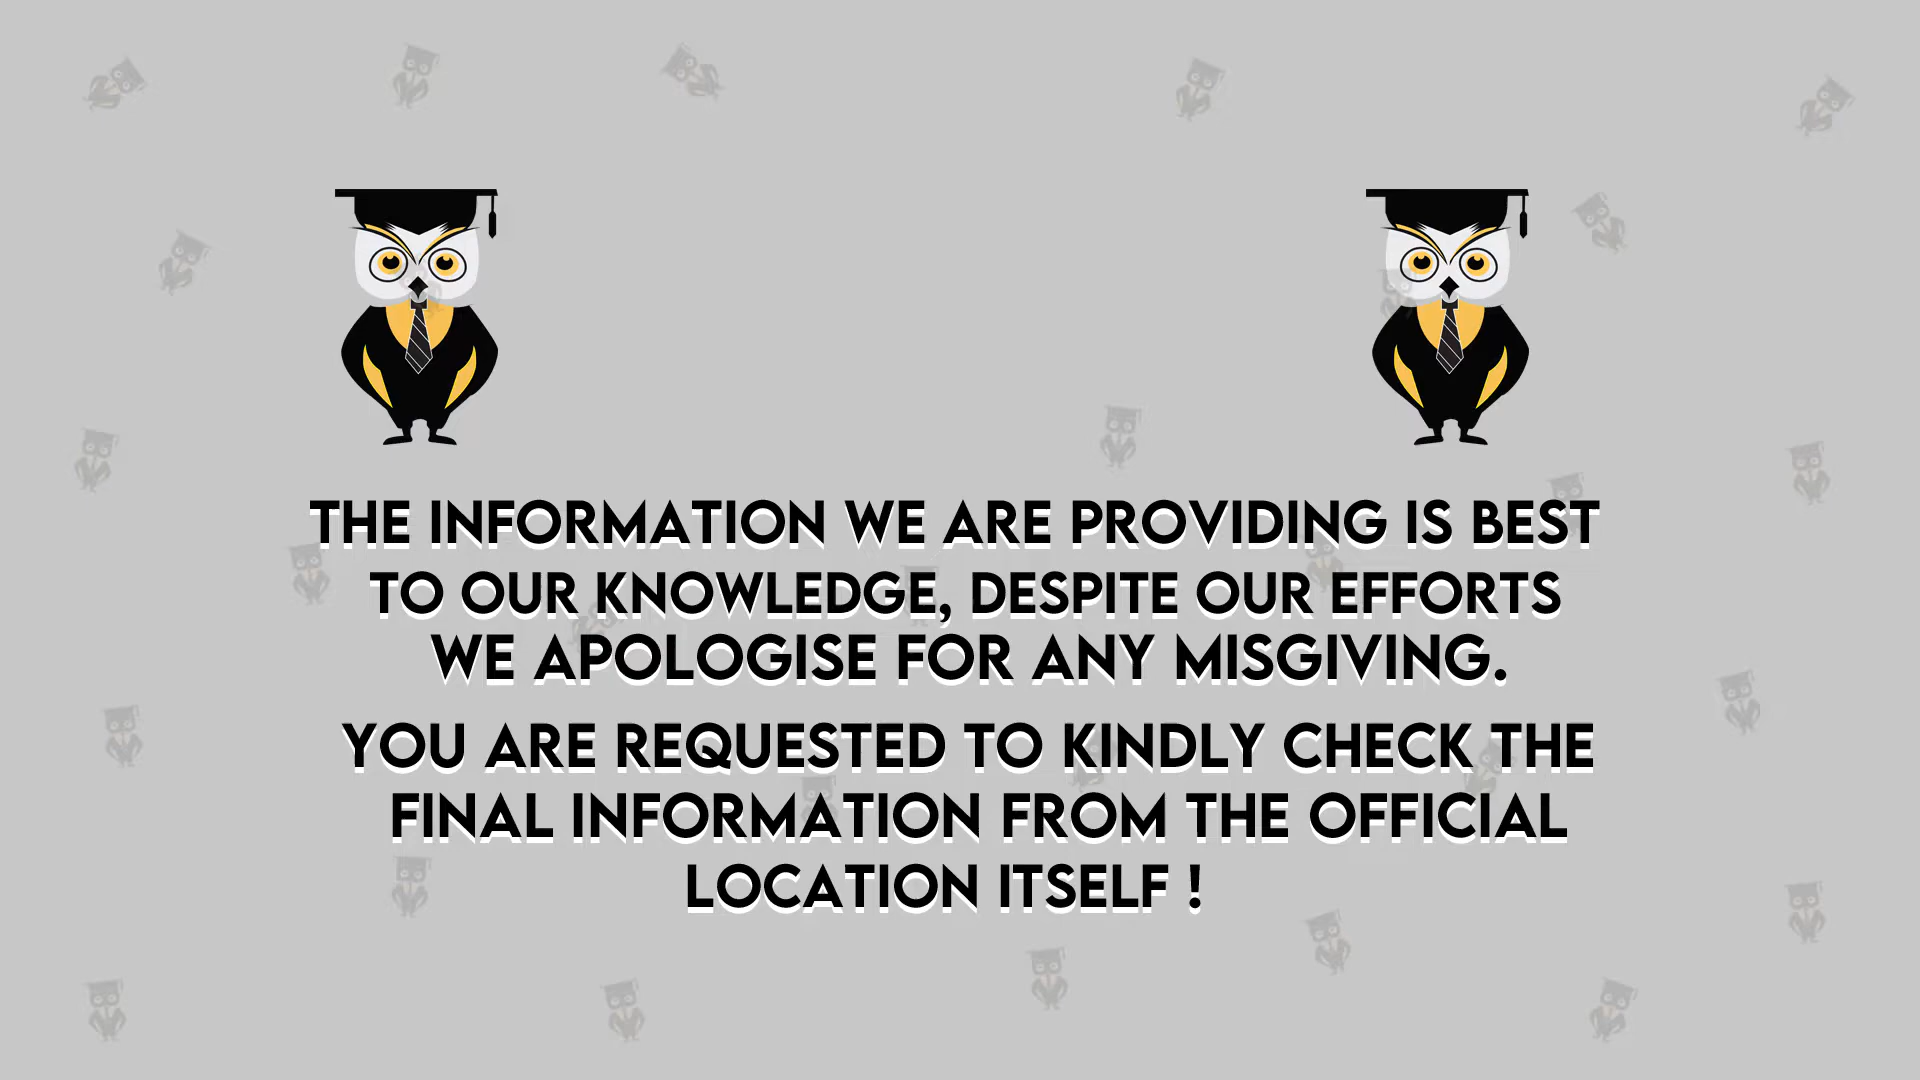 THE INFORMATION WE ARE PROVIDING IS BEST
TO OUR KNOWLEDGE, DESPITE OUR EFFORTS
WE APOLOGISE FOR ANY MISGIVING.
YOU ARE REQUESTED TO KINDLY CHECK THE
FINAL INFORMATION FROM THE OFFICIAL
LOCATION ITSELF !